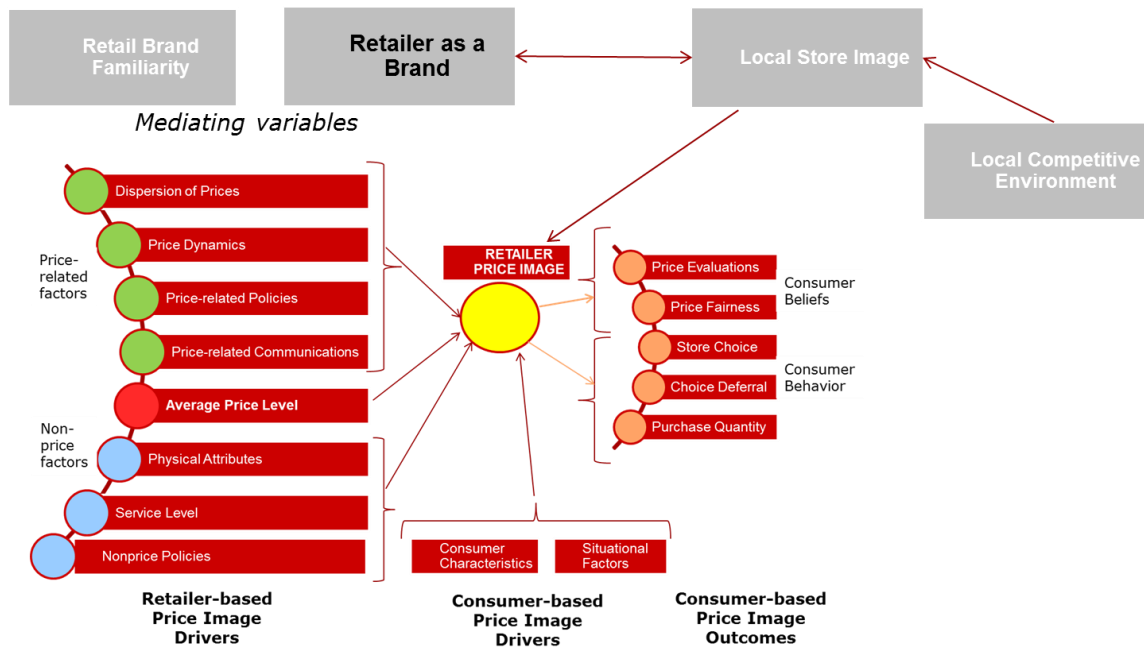 Retail Brand
Familiarity
Retailer as a
Brand
Local Store Image
Local Competitive
Environment
Mediating variables
Price-
related
factors
Dispersion of Prices
Price Dynamics
Price-related Policies
Price-related Communications
Average Price Level
Non-
price
factors
Physical Attributes
Service Level
Nonprice Policies
RETAILER
PRICE IMAGE
Price Evaluations
Price Fairness
Consumer
Beliefs
Store Choice
Choice Deferral
Purchase Quantity
Consumer
Behavior
Consumer
Characteristics
Situational
Factors
Retailer-based
Price Image
Drivers
Consumer-based
Price Image
Drivers
Consumer-based
Price Image
Outcomes